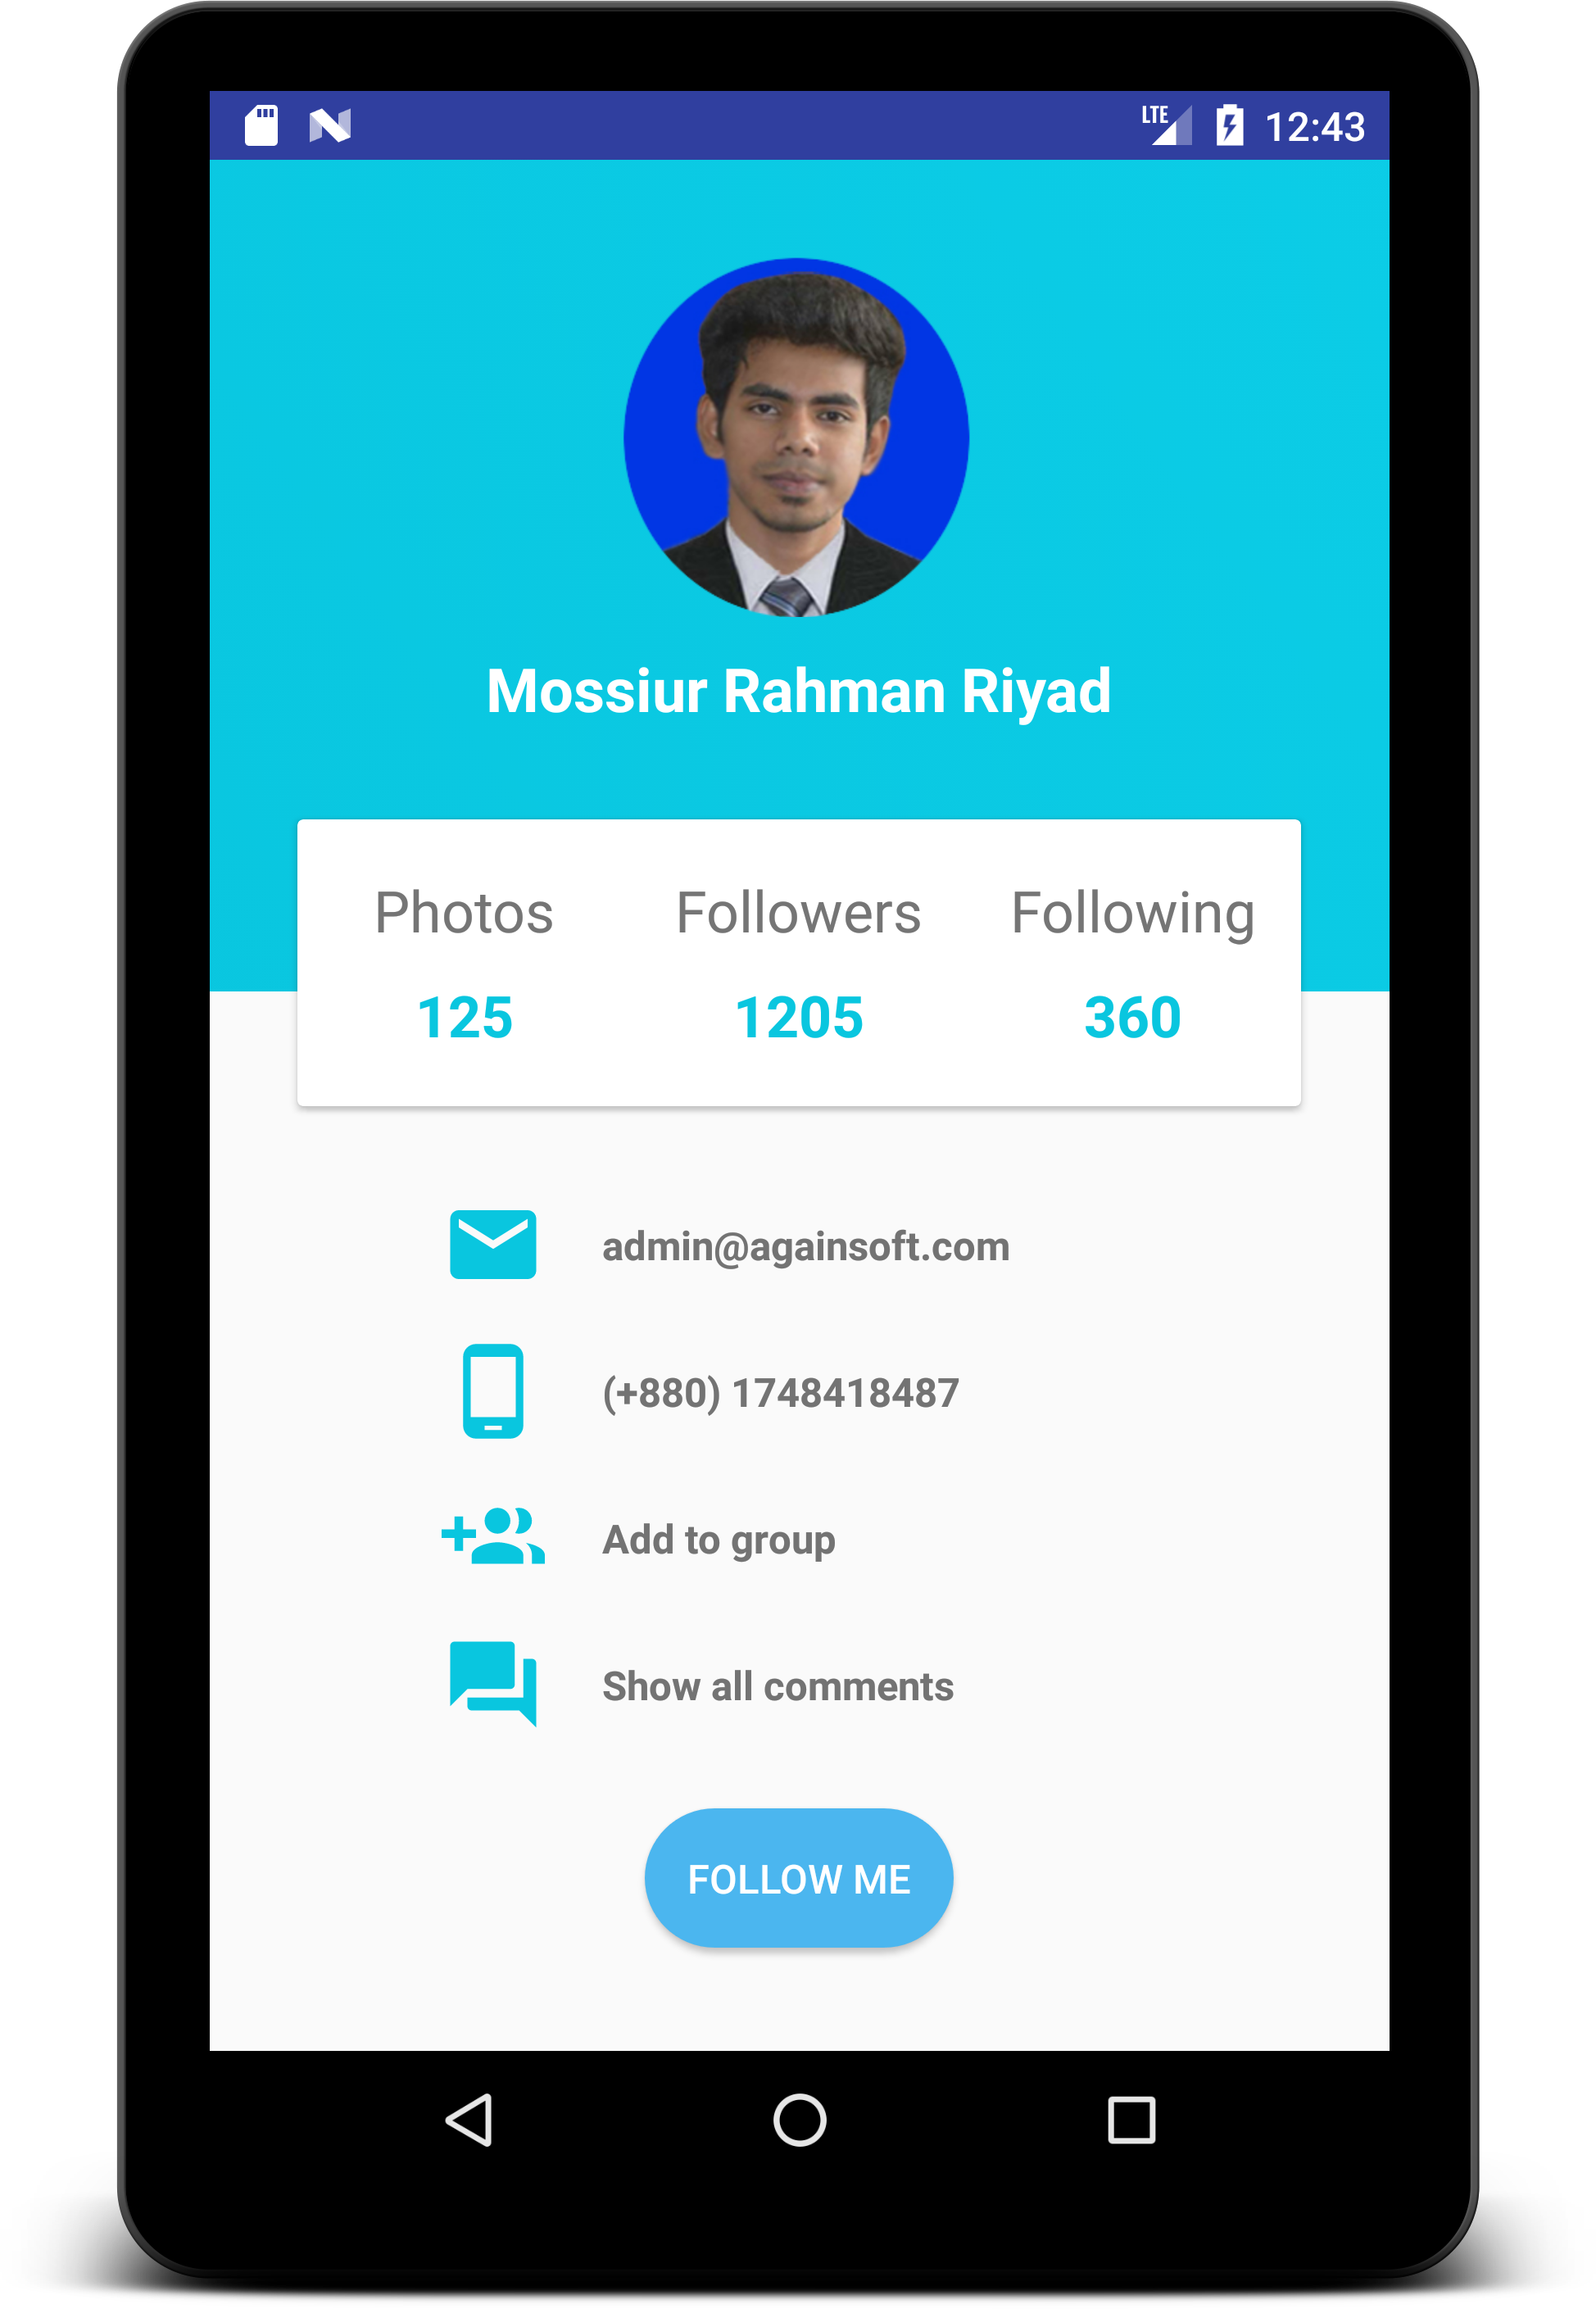 LTE 12:43
Mossiur Rahman Riyad
Photos Followers Following
125 1205 360
admin@againsoft.com
(+880) 1748418487
Add to group
Show all comments
FOLLOW ME